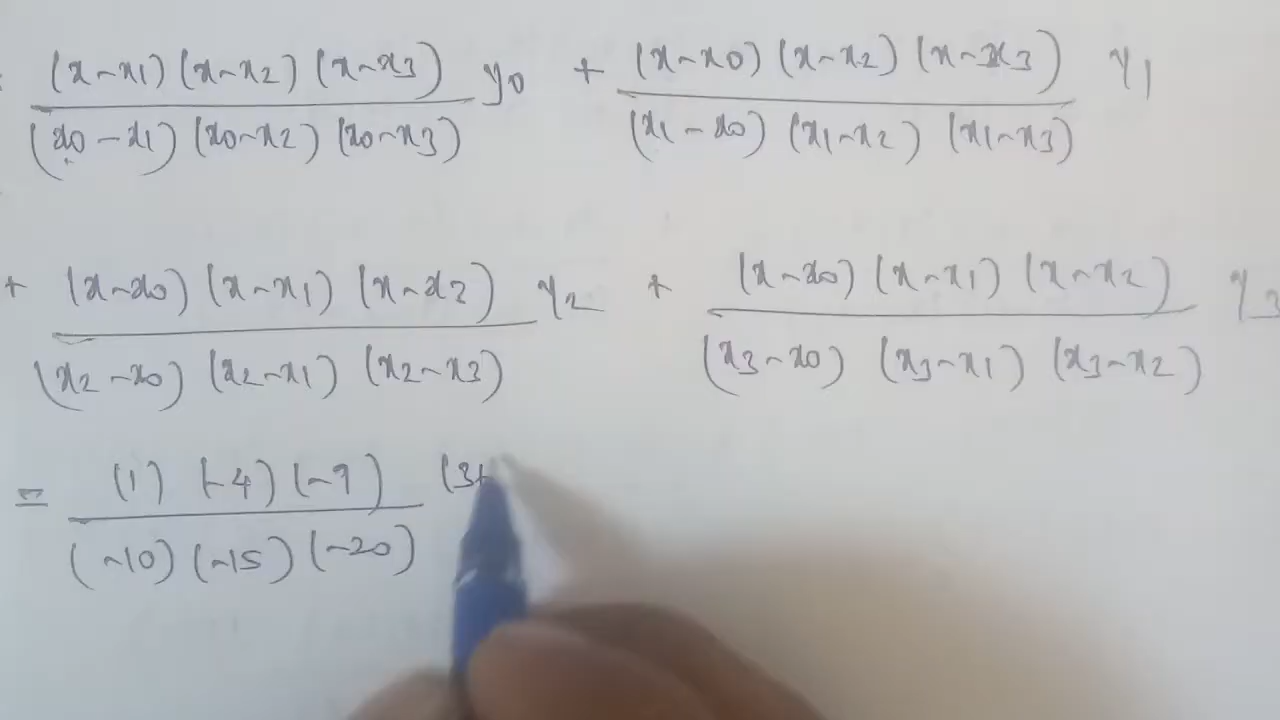 (x-x1) (x-x2) (x-x3) y0 + (x-x0) (x-x2) (x-x3) y1
(x0-x1) (x0-x2) (x0-x3) (x1-x0) (x1-x2) (x1-x3)
+ (x-x0) (x-x1) (x-x2) y2 + (x-x0) (x-x1) (x-x2) y3
(x2-x0) (x2-x1) (x2-x3) (x3-x0) (x3-x1) (x3-x2)
= (1) (-4) (-9) (3
(-10) (-15) (-20)